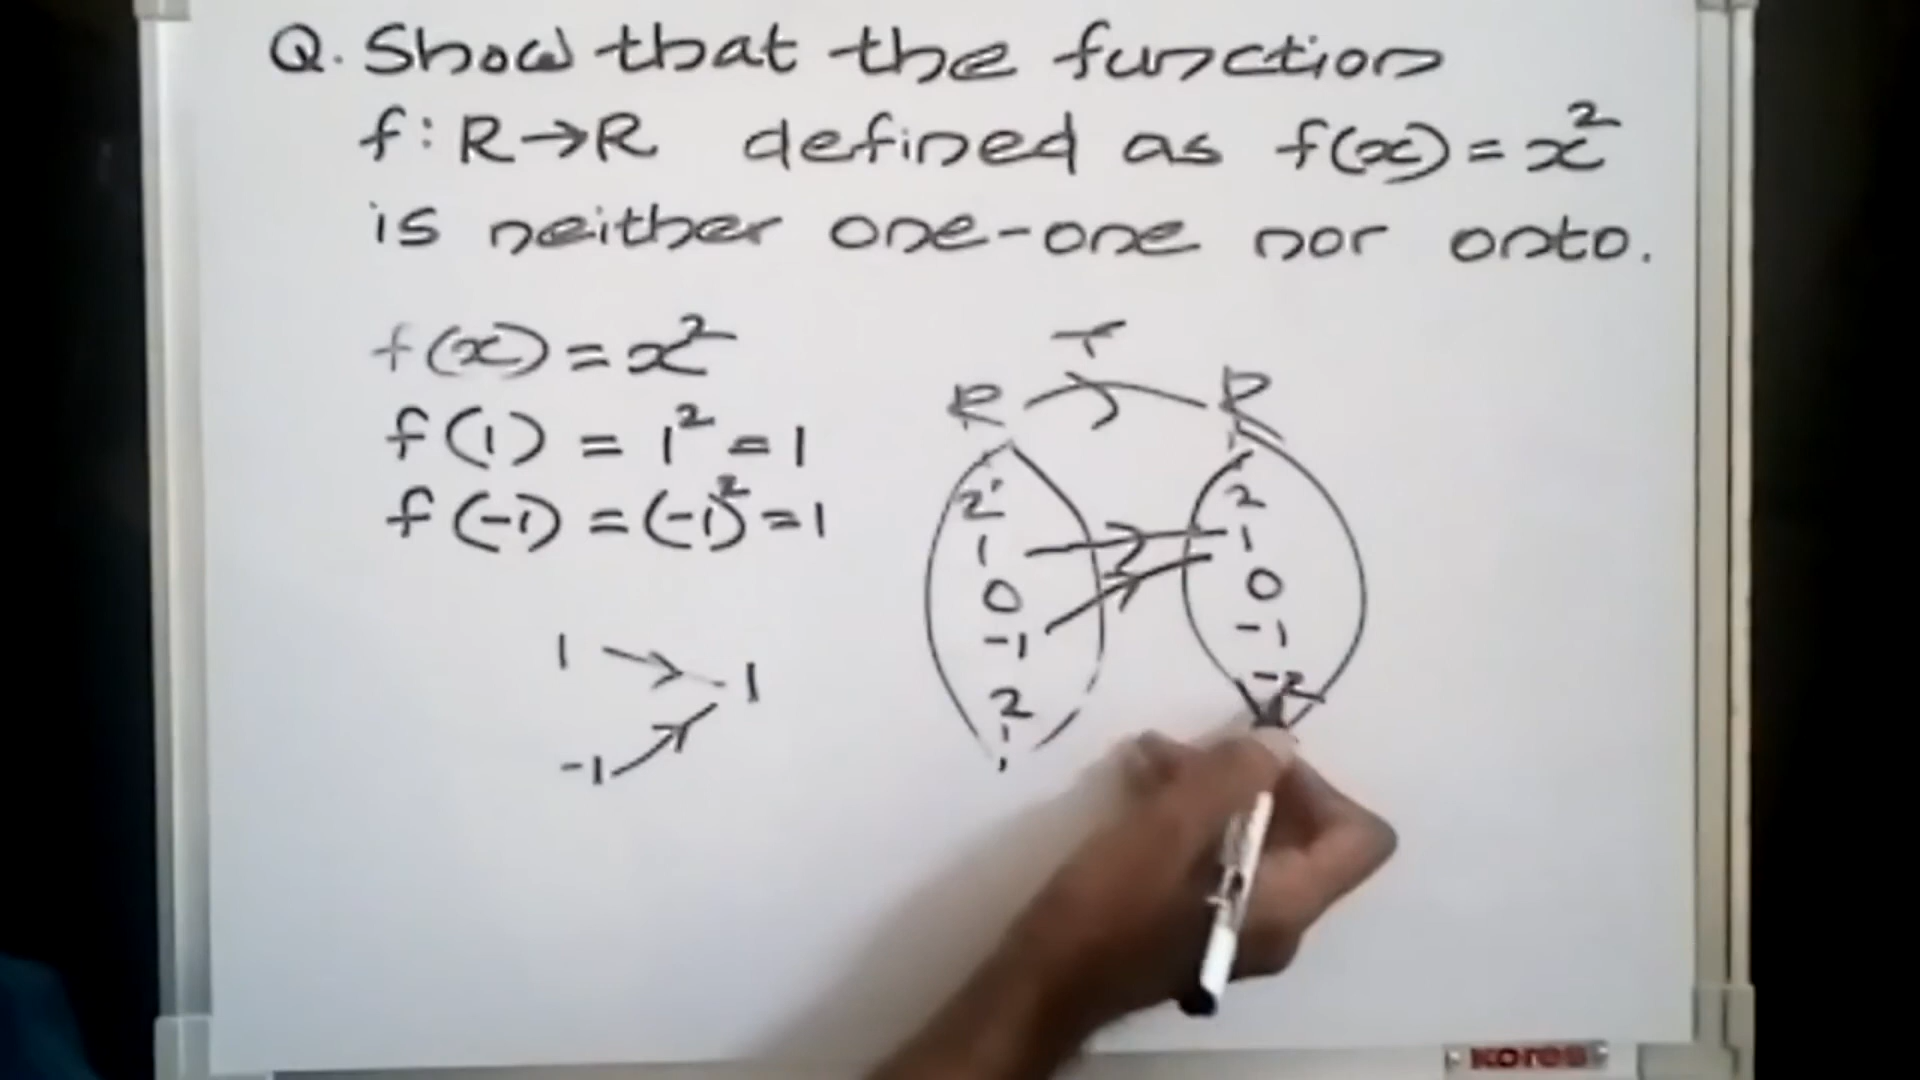 Q. Show that the function
f: R→R defined as f(x) = x²
is neither one-one nor onto.
f(x) = x²
f(1) = 1² = 1
f(-1) = (-1)² = 1
1
-1
1
f
R
R
2
1
0
-1
2
2
1
0
-1
-2
Kores